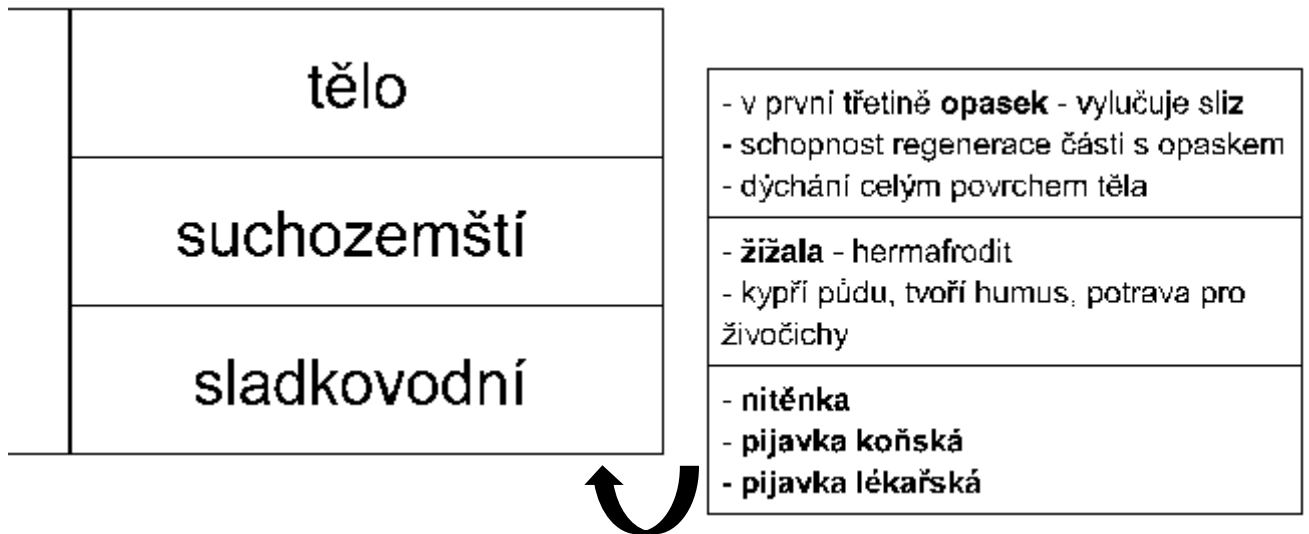 tělo
suchozemští
sladkovodní
- v první třetině opasek - vylučuje sliz
- schopnost regenerace části s opaskem
- dýchání celým povrchem těla
- žížala - hermafrodit
- kypří půdu, tvoří humus, potrava pro
živočichy
- nitěnka
- pijavka koňská
- pijavka lékařská